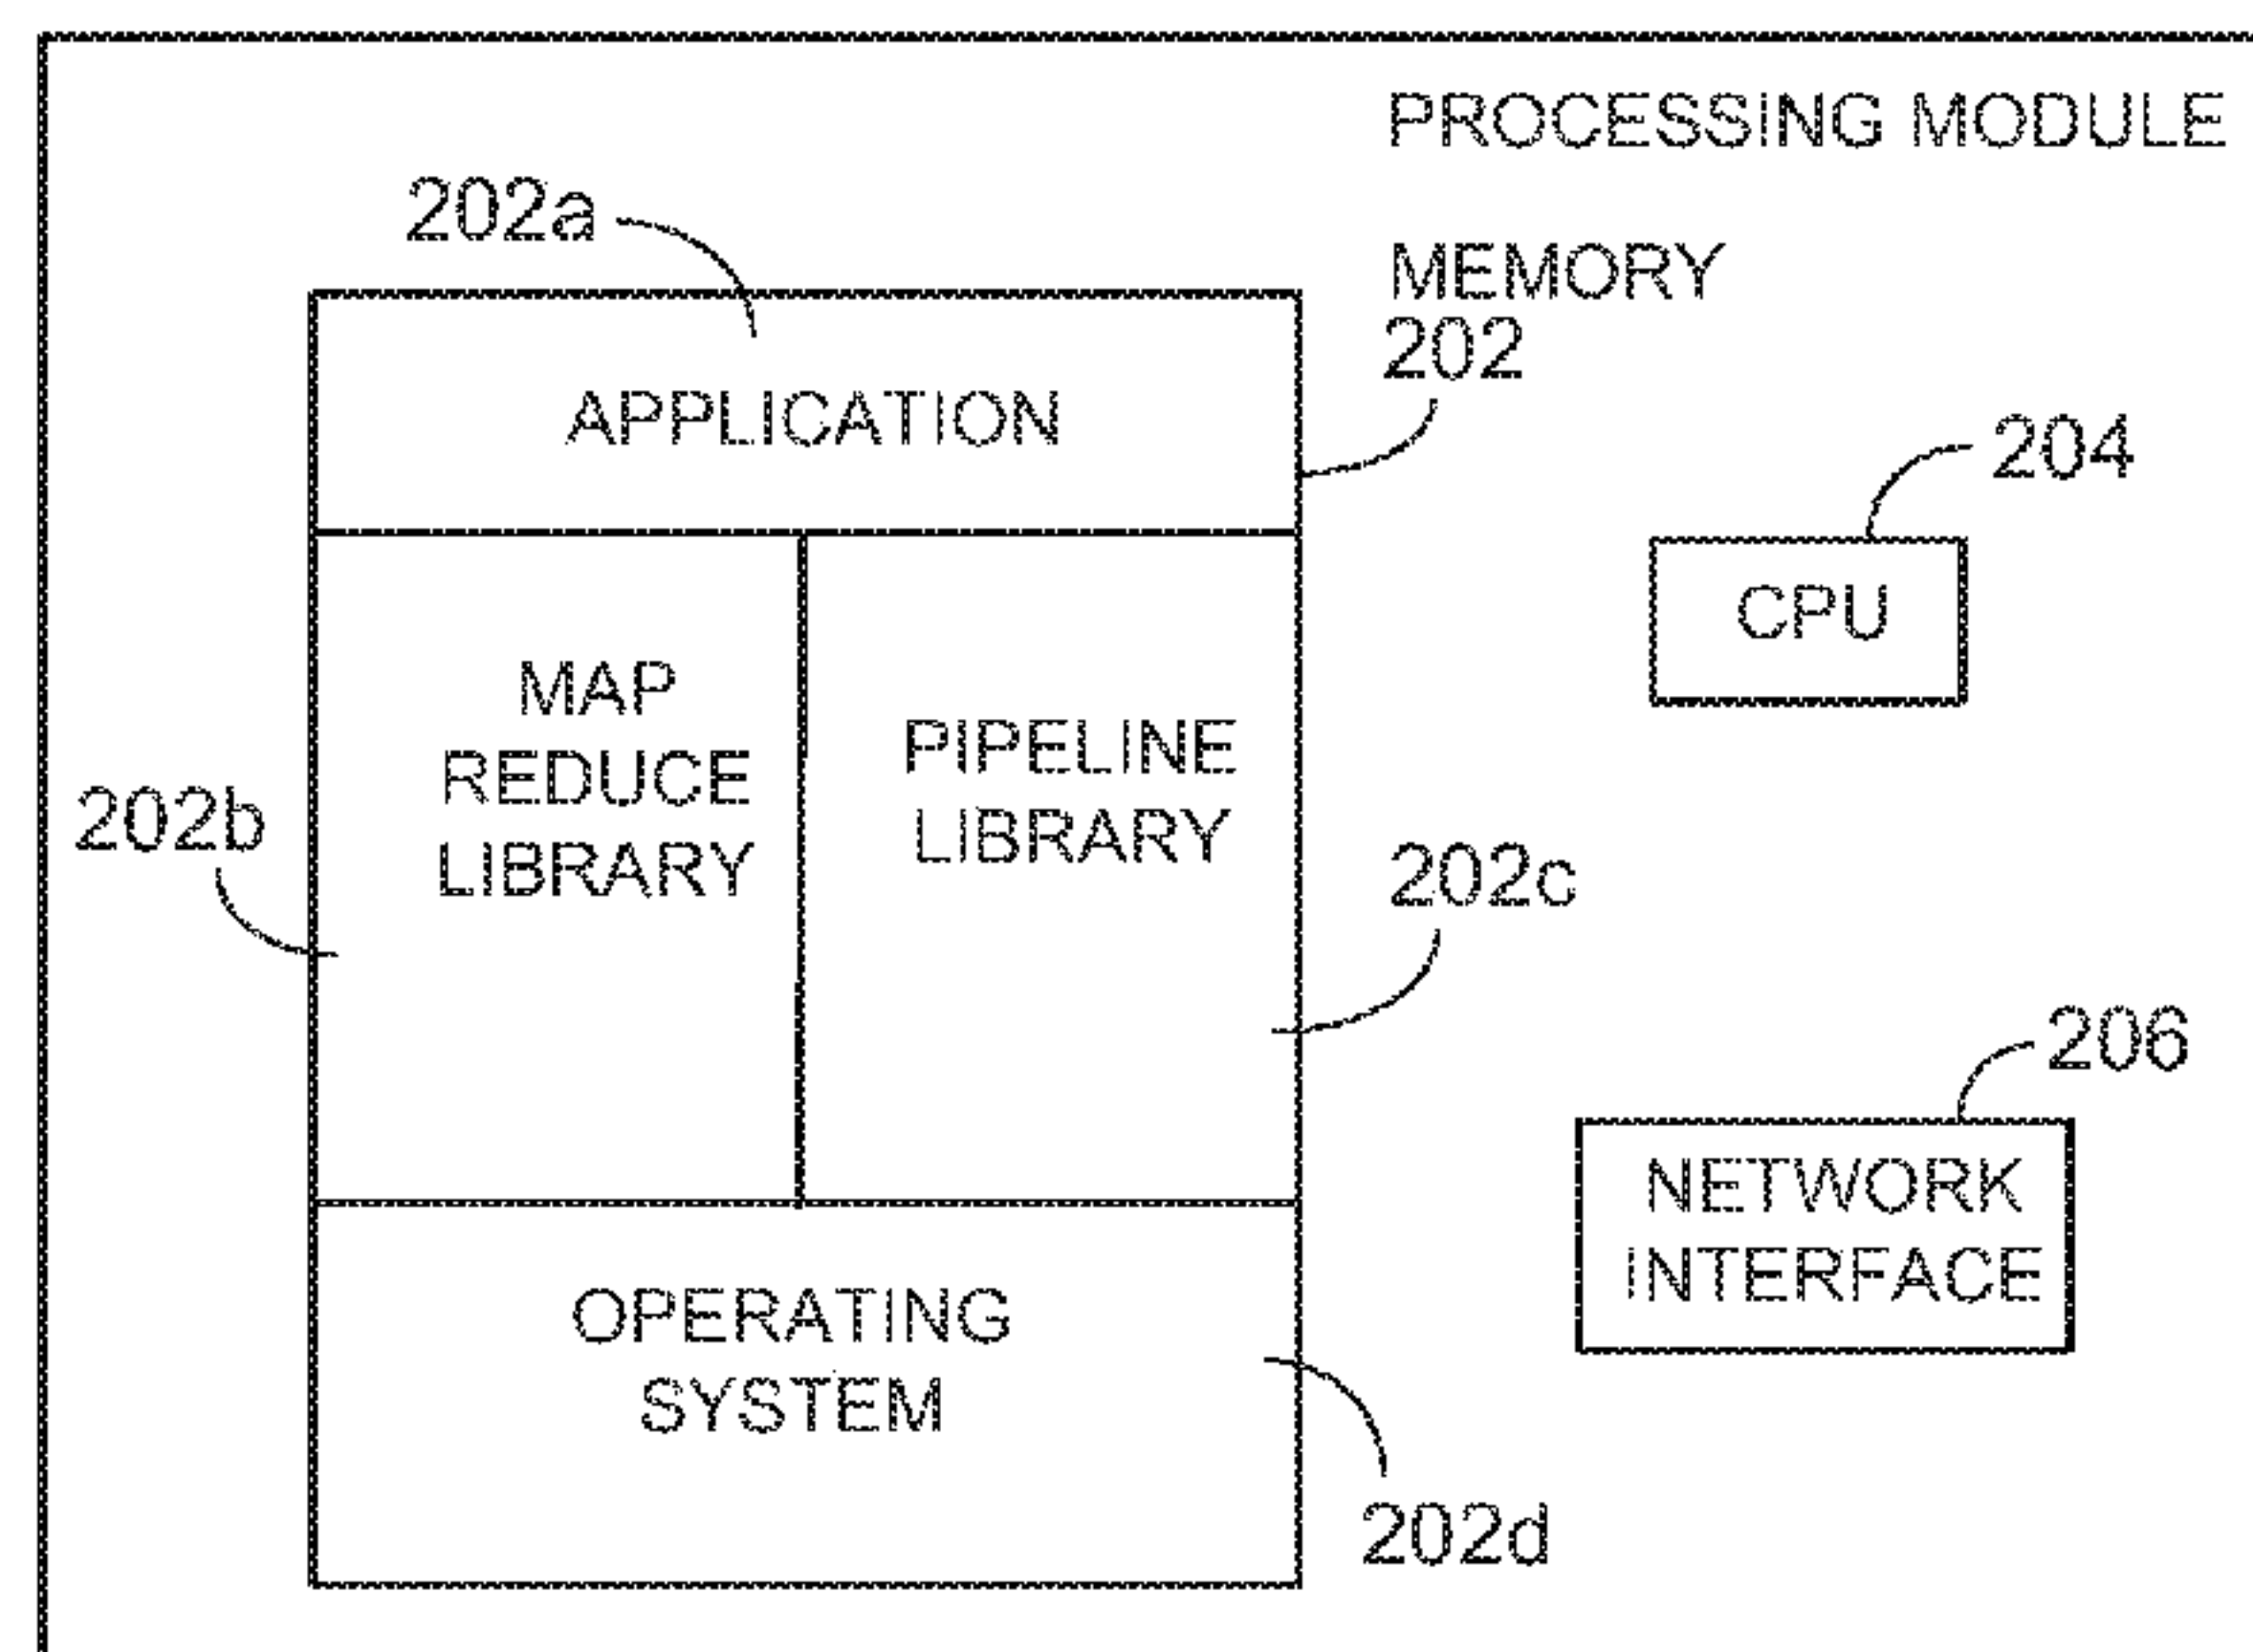 PROCESSING MODULE
202a
MEMORY
202
APPLICATION
204
CPU
MAP
REDUCE
LIBRARY
202b
PIPELINE
LIBRARY
202c
206
NETWORK
INTERFACE
OPERATING
SYSTEM
202d